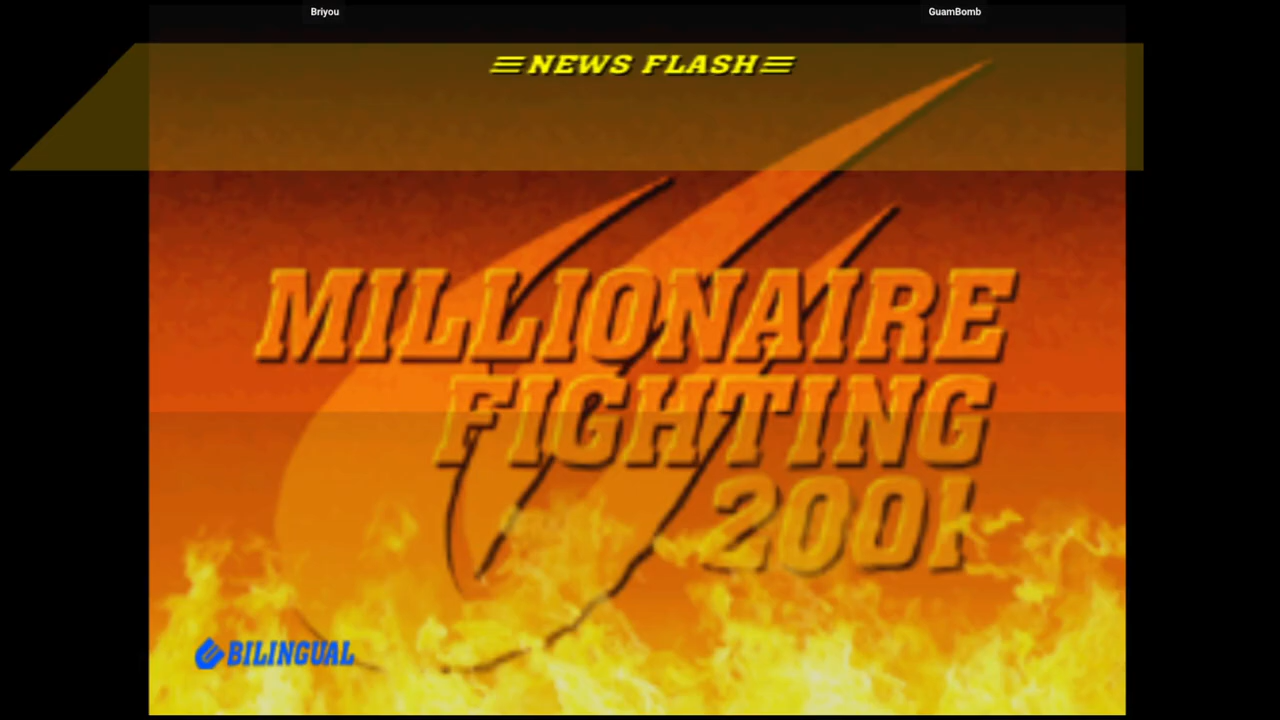 Briyou
GuamBomb
NEWS FLASH
MILLIONAIRE
FIGHTING
2001
BILINGUAL